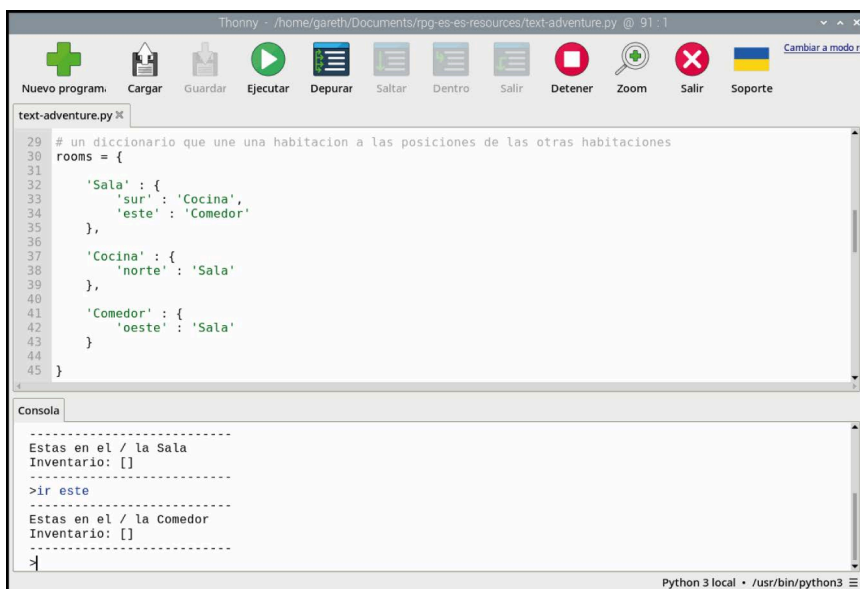 Thonny - /home/gareth/Documents/rpg-es-es-resources/text-adventure.py @ 91 : 1
Cambiar a modo r
Nuevo program. Cargar Guardar Ejecutar Depurar Saltar Dentro Salir Detener Zoom Salir Soporte
text-adventure.py
29 # un diccionario que une una habitacion a las posiciones de las otras habitaciones
30 rooms = {
31
32     'Sala' : {
33         'sur' : 'Cocina',
34         'este' : 'Comedor'
35     },
36
37     'Cocina' : {
38         'norte' : 'Sala'
39     },
40
41     'Comedor' : {
42         'oeste' : 'Sala'
43     }
44
45 }
Consola
---------------------------
Estas en el / la Sala
Inventario: []
---------------------------
>ir este
---------------------------
Estas en el / la Comedor
Inventario: []
---------------------------
>
Python 3 local • /usr/bin/python3 ☰